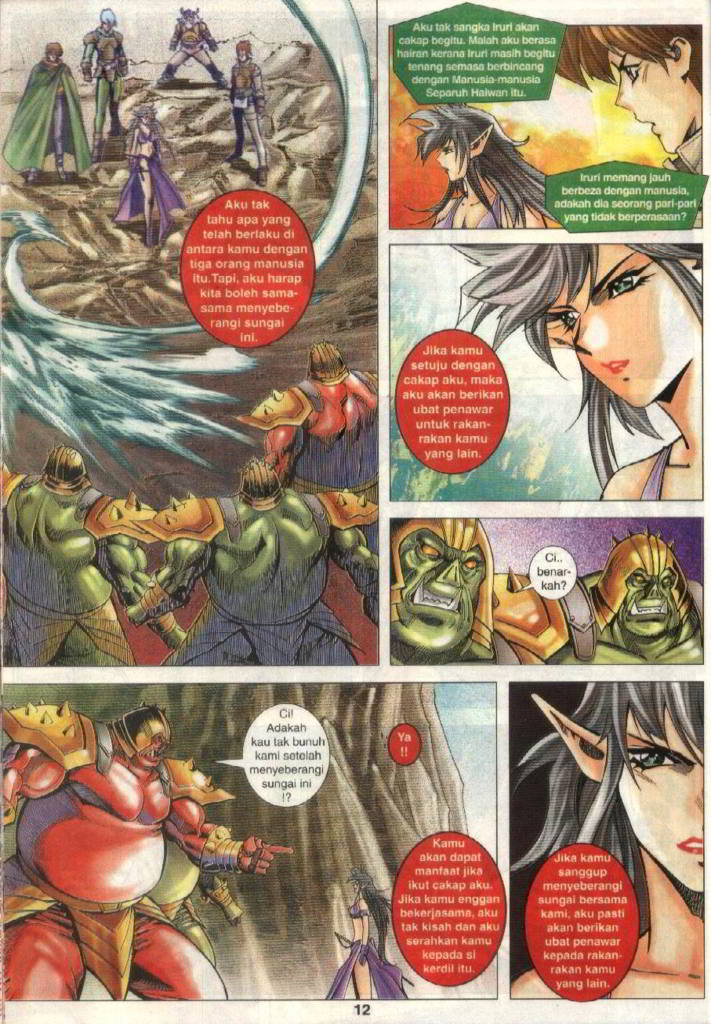 Aku tak
tahu apa yang
telah berlaku di
antara kamu dengan
tiga orang manusia
itu.Tapi, aku harap
kita boleh sama-
sama menyebe-
rangi sungai
ini.
Aku tak sangka Iruri akan
cakap begitu. Malah aku berasa
hairan kerana Iruri masih begitu
tenang semasa berbincang
dengan Manusia-manusia
Separuh Haiwan itu.
Iruri memang jauh
berbeza dengan manusia,
adakah dia seorang pari-pari
yang tidak berperasaan?
Jika kamu
setuju dengan
cakap aku, maka
aku akan berikan
ubat penawar
untuk rakan-
rakan kamu
yang lain.
Ci..
benar-
kah?
Ci!
Adakah
kau tak bunuh
kami setelah
menyeberangi
sungai ini
!?
Ya
!!
Kamu
akan dapat
manfaat jika
ikut cakap aku.
Jika kamu enggan
bekerjasama, aku
tak kisah dan aku
serahkan kamu
kepada si
kerdil itu.
Jika kamu
sanggup
menyeberangi
sungai bersama
kami, aku pasti
akan berikan
ubat penawar
kepada rakan-
rakan kamu
yang lain.
12